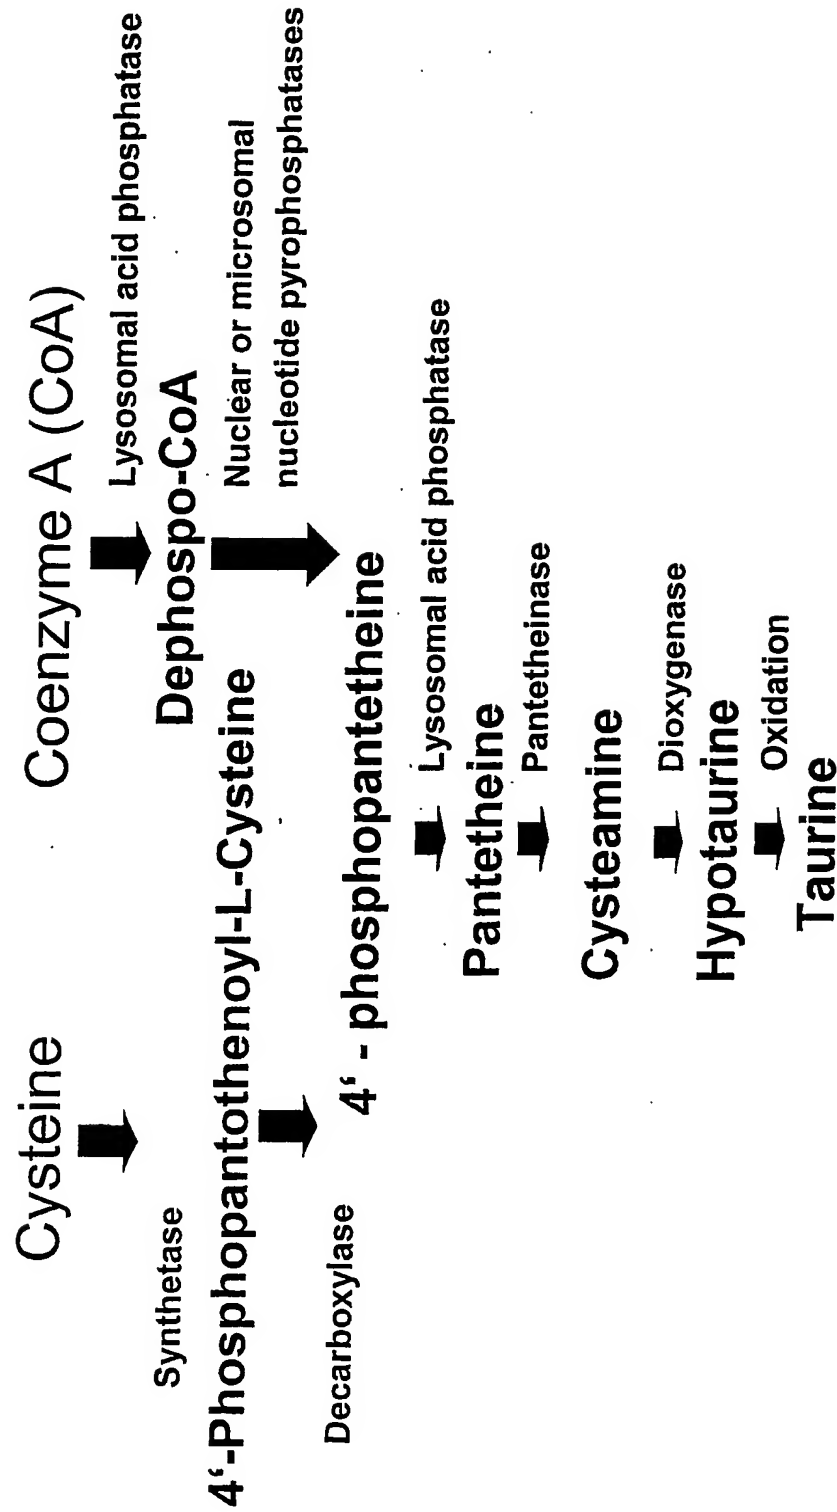 Cysteine
Coenzyme A (CoA)
Synthetase
Lysosomal acid phosphatase
4‘-Phosphopantothenoyl-L-Cysteine
Dephospo-CoA
Decarboxylase
Nuclear or microsomal
nucleotide pyrophosphatases
4‘ - phosphopantetheine
Lysosomal acid phosphatase
Pantetheine
Pantetheinase
Cysteamine
Dioxygenase
Hypotaurine
Oxidation
Taurine